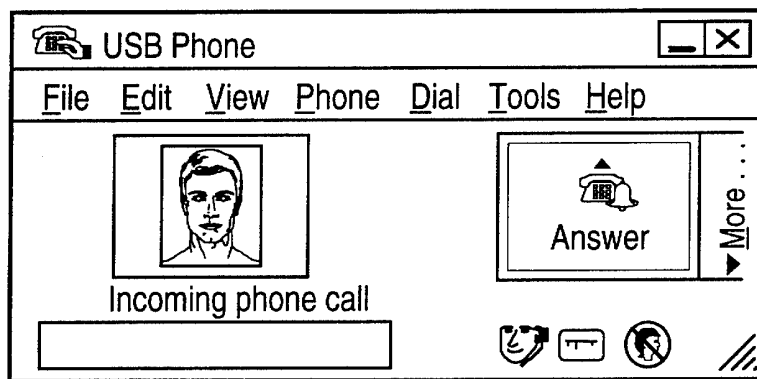 USB Phone
File Edit View Phone Dial Tools Help
Answer
More . . .
Incoming phone call